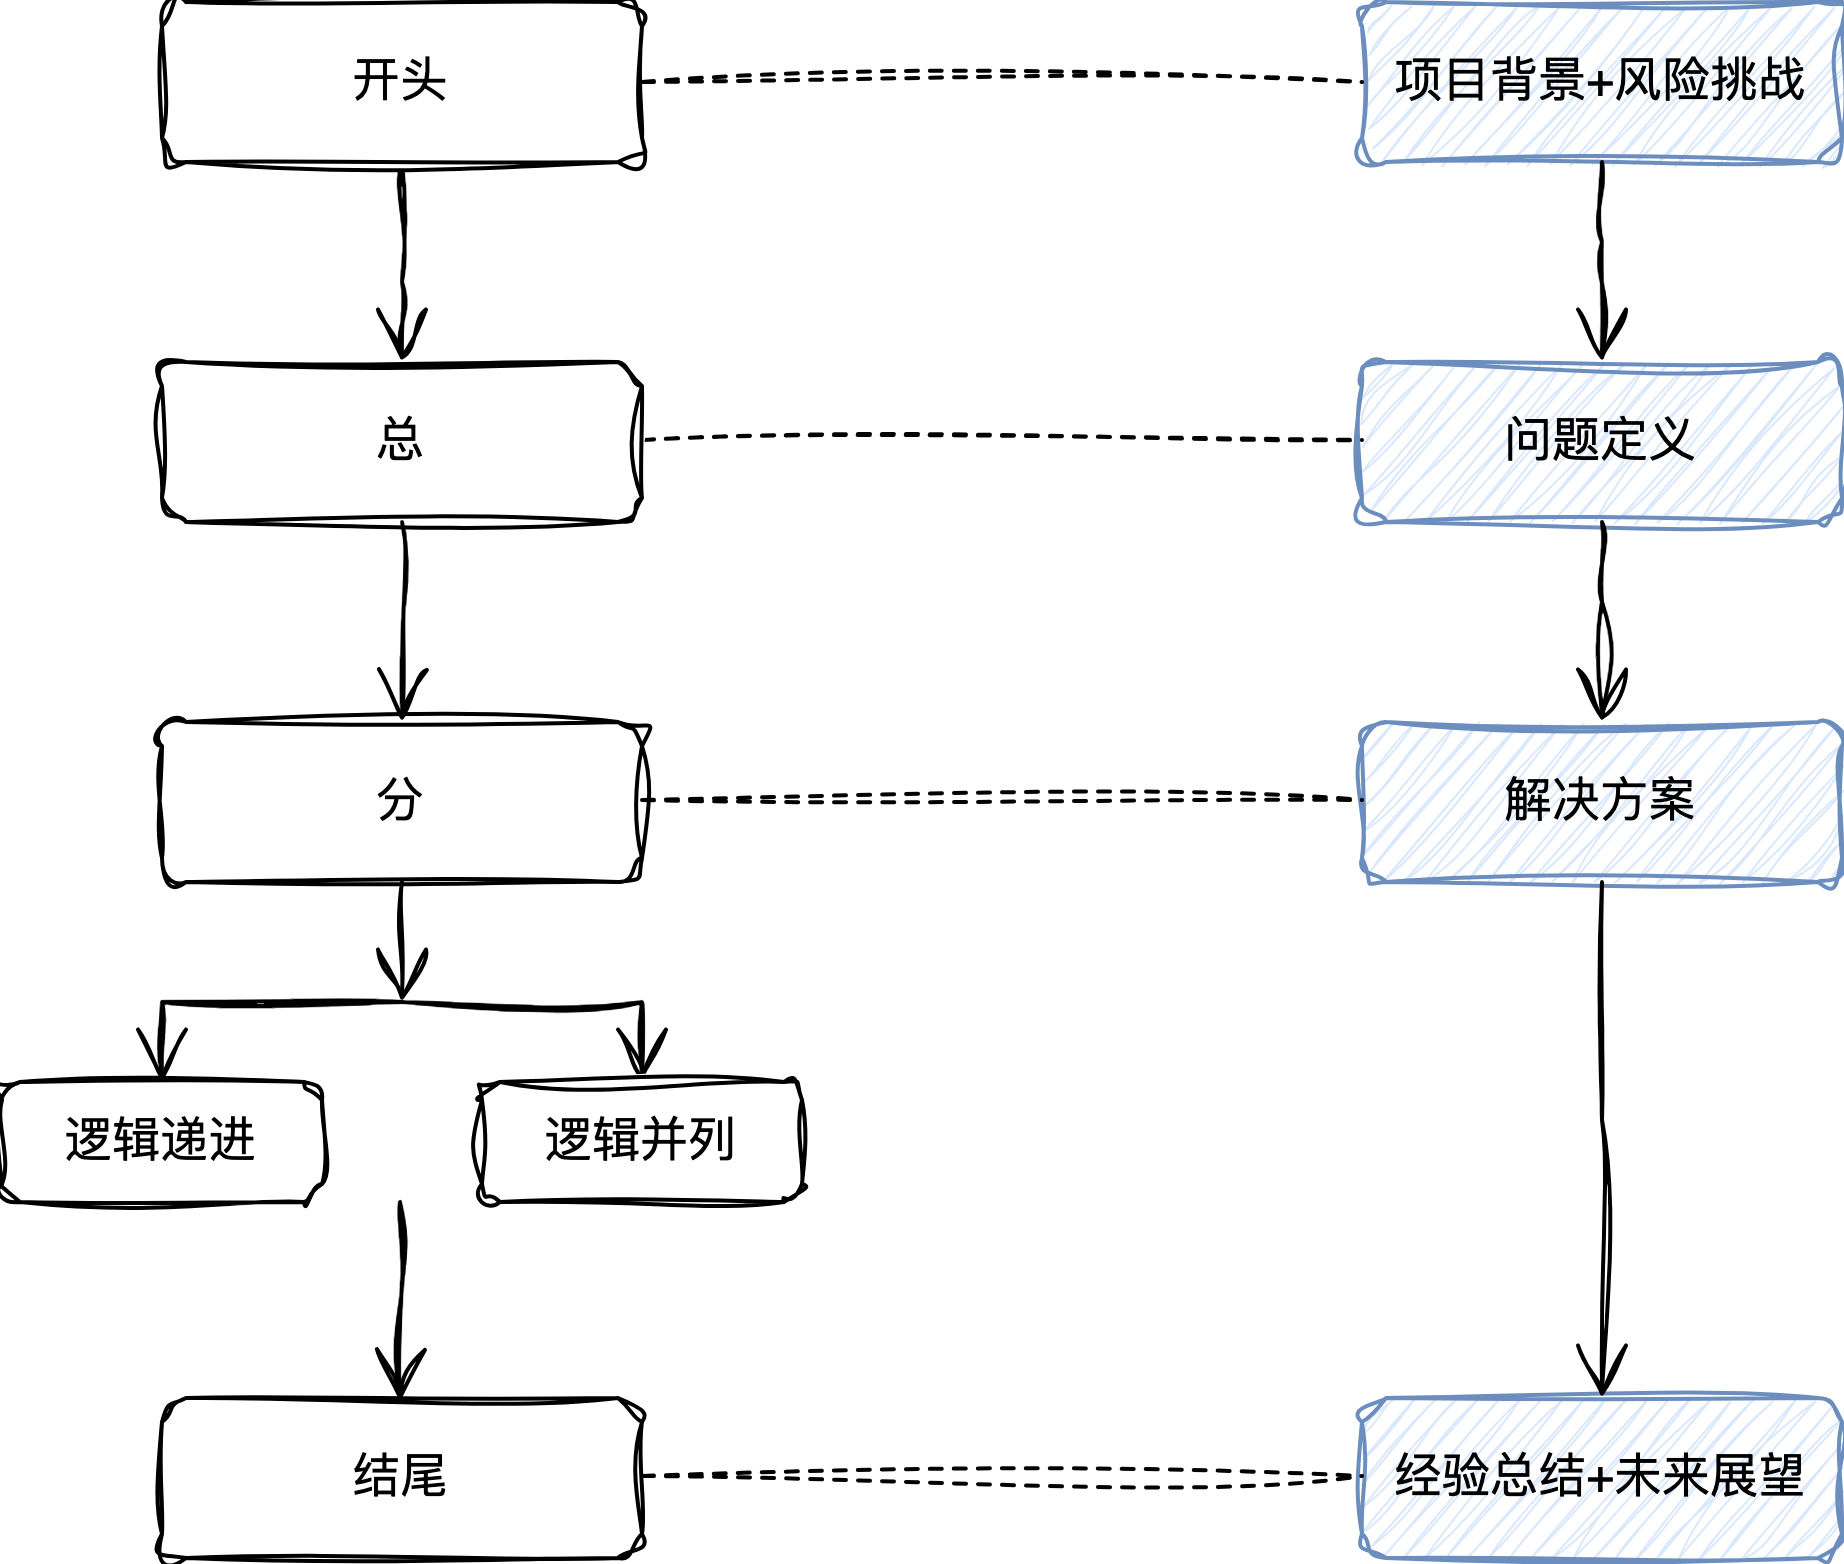 开头
项目背景+风险挑战
总
问题定义
分
解决方案
逻辑递进
逻辑并列
结尾
经验总结+未来展望